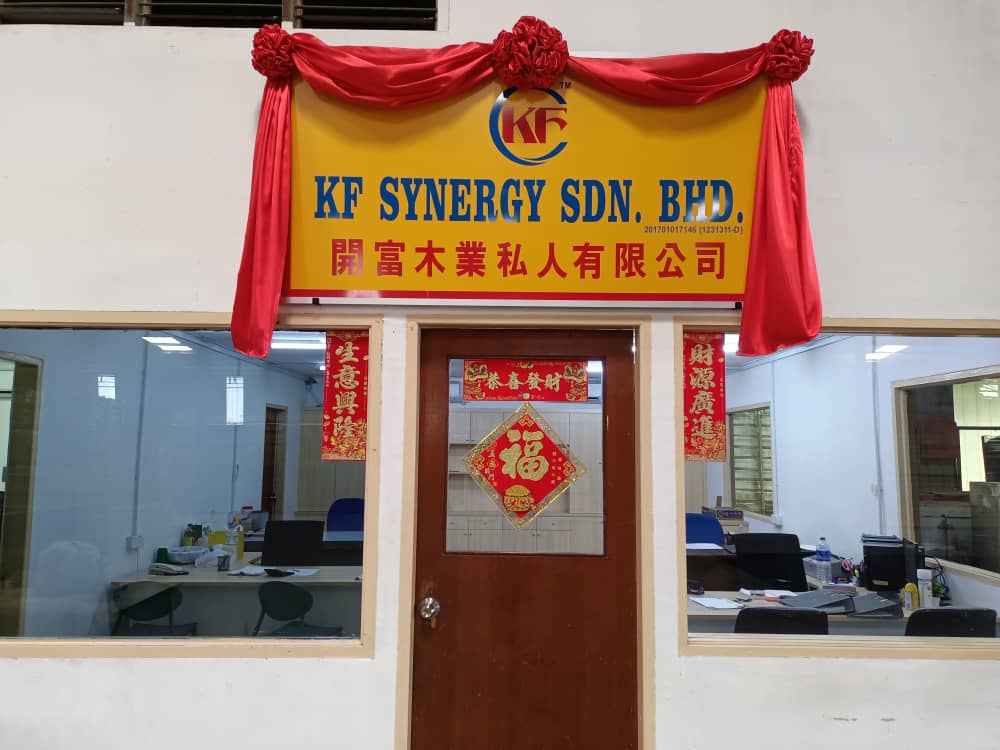 TM
KF
KF SYNERGY SDN. BHD.
201701017146 (1231311-D)
開富木業私人有限公司
生意興隆
恭喜發財
財源廣進
福